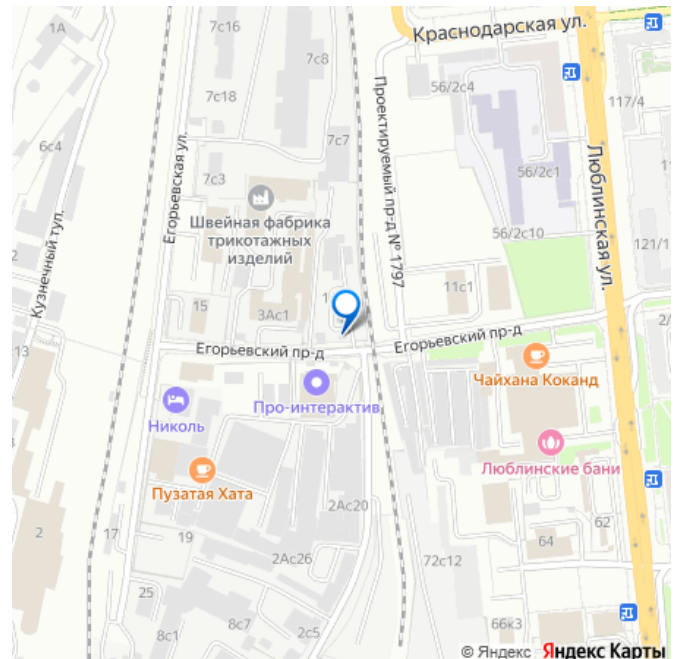 1А
7с16
Краснодарская ул.
7с8
56/2с4
7с18
117/4
6с4
7с7
Проектируемый пр-д № 1797
7с3
56/2с1
Люблинская ул.
Егорьевская ул.
Швейная фабрика
трикотажных
изделий
Кузнечный туп.
56/2с10
2
121/1
11с1
15
3Ас1
13
Егорьевский пр-д
Егорьевский пр-д
Чайхана Коканд
Николь
Про-интерактив
Люблинские бани
Пузатая Хата
2Ас20
17
62
2
19
64
2Ас26
72с12
25
8с1
8с7
2с5
66к3
© Яндекс Яндекс Карты